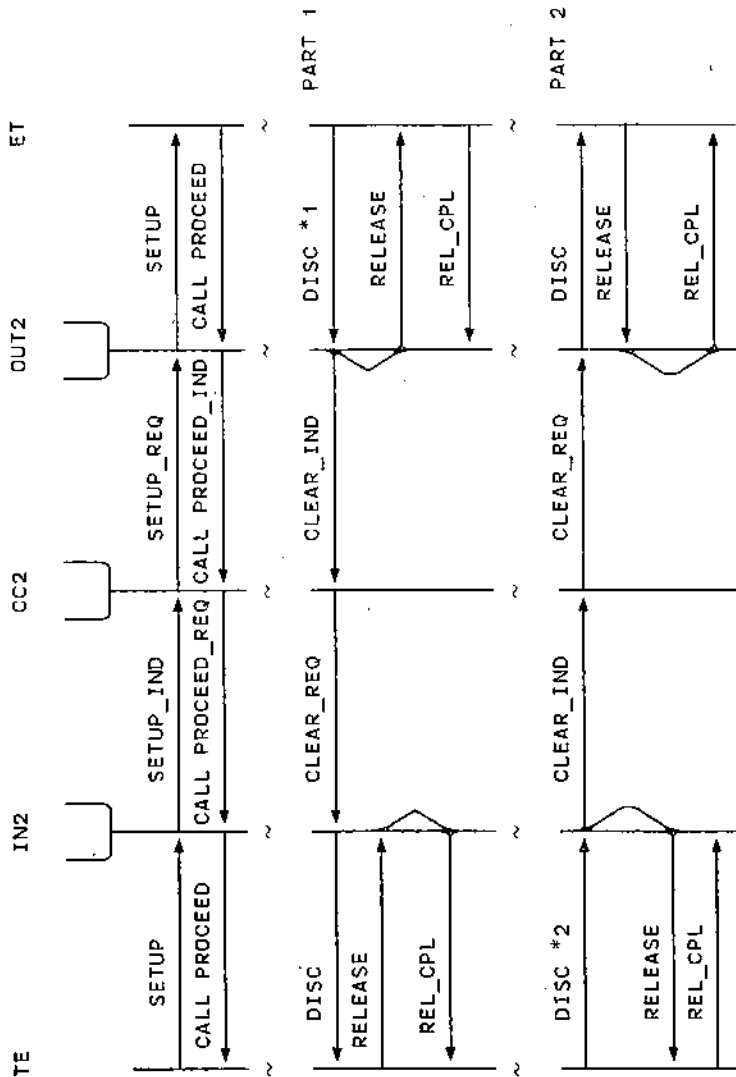 TE IN2 CC2 OUT2 ET
SETUP SETUP_IND SETUP_REQ SETUP
CALL PROCEED CALL PROCEED_REQ CALL PROCEED_IND CALL PROCEED
DISC CLEAR_REQ CLEAR_IND DISC *1
RELEASE RELEASE
REL_CPL REL_CPL
PART 1
DISC *2 CLEAR_IND CLEAR_REQ DISC
RELEASE RELEASE
REL_CPL REL_CPL
PART 2